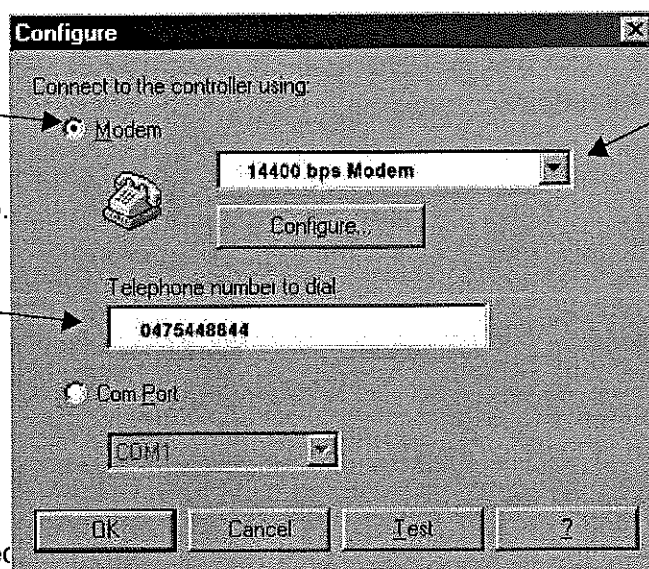 Configure
Connect to the controller using:
Modem
14400 bps Modem
Configure...
Telephone number to dial
0475448844
Com Port
COM1
OK
Cancel
Test
?